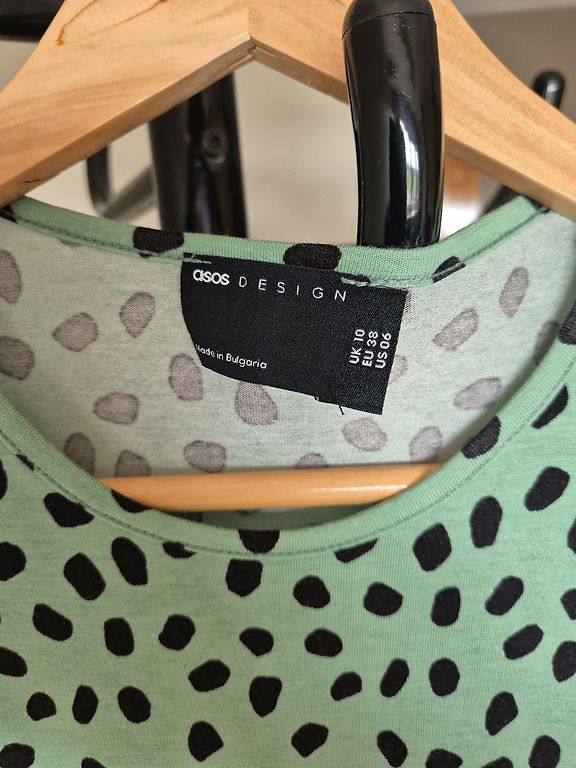 asos DESIGN
Made in Bulgaria
UK 10
EU 38
US 06